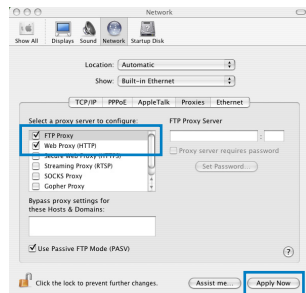 Network
Show All Displays Sound Network Startup Disk
Location: Automatic
Show: Built-in Ethernet
TCP/IP PPPoE AppleTalk Proxies Ethernet
Select a proxy server to configure:
FTP Proxy
Web Proxy (HTTP)
Secure Web Proxy (HTTPS)
Streaming Proxy (RTSP)
SOCKS Proxy
Gopher Proxy
FTP Proxy Server
:
Proxy server requires password
Set Password...
Bypass proxy settings for
these Hosts & Domains:
Use Passive FTP Mode (PASV)
?
Click the lock to prevent further changes.
Assist me...
Apply Now